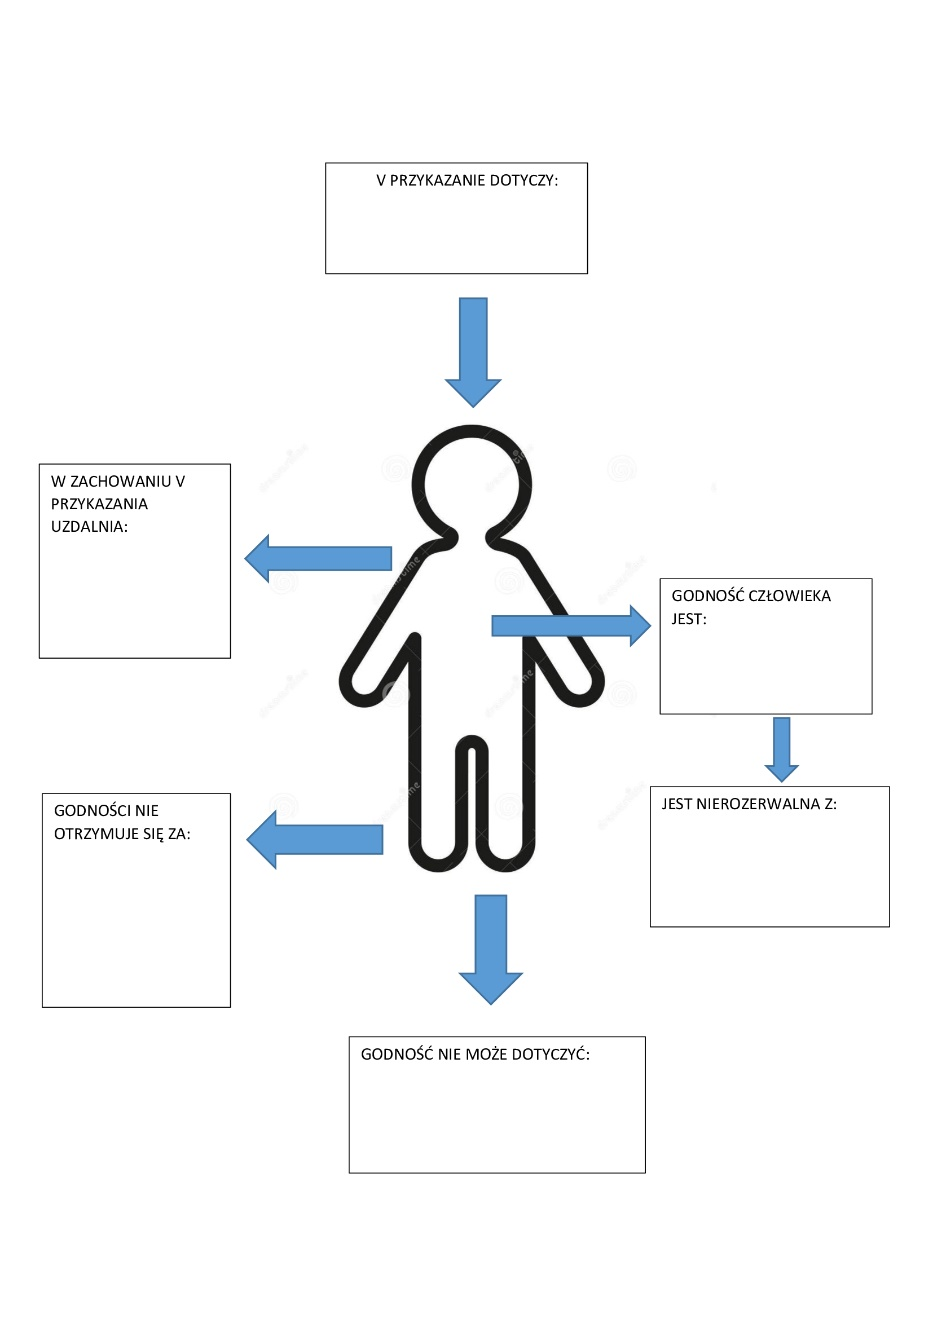 V PRZYKAZANIE DOTYCZY:
W ZACHOWANIU V
PRZYKAZANIA
UZDALNIA:
GODNOŚĆ CZŁOWIEKA
JEST:
JEST NIEROZERWALNA Z:
GODNOŚCI NIE
OTRZYMUJE SIĘ ZA:
GODNOŚĆ NIE MOŻE DOTYCZYĆ: